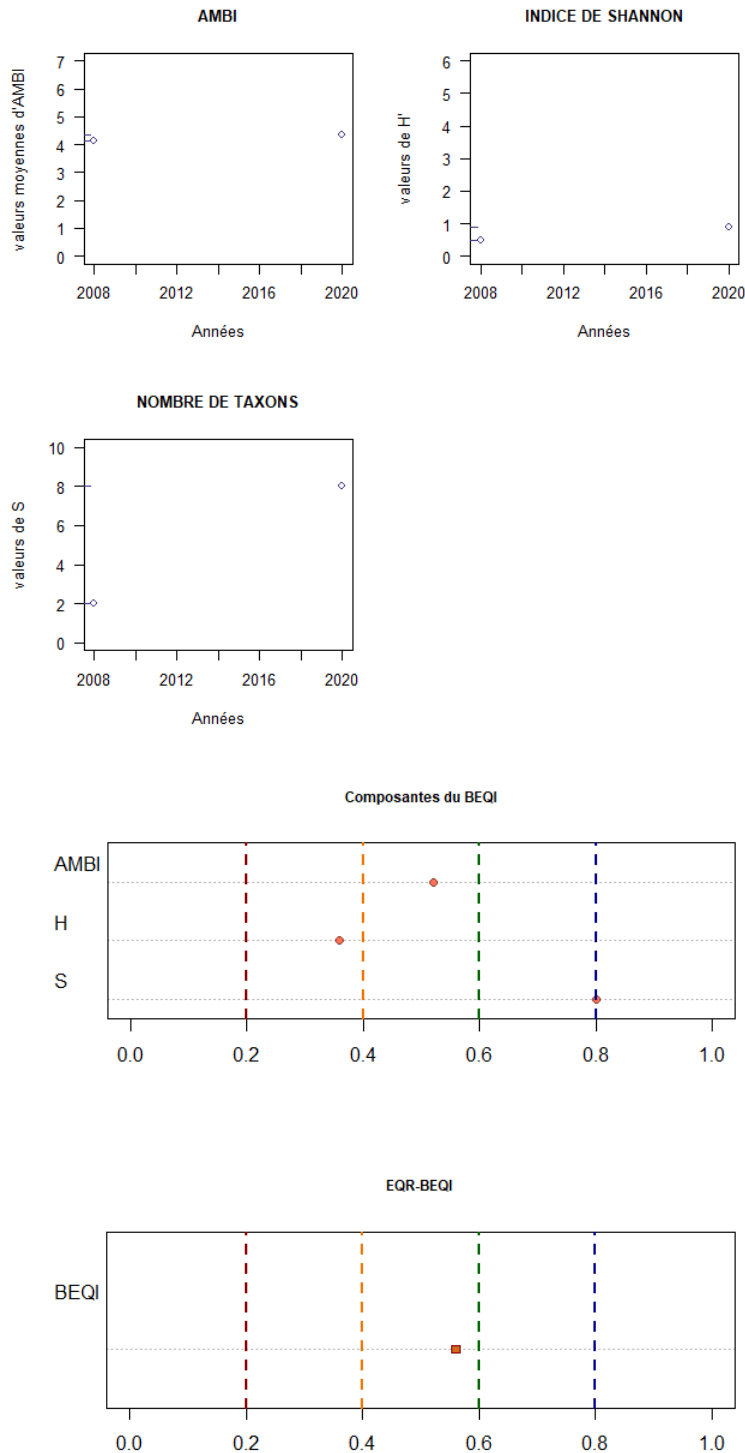 AMBI
valeurs moyennes d'AMBI
7
6
5
4
3
2
1
0
2008 2012 2016 2020
Années
INDICE DE SHANNON
valeurs de H'
6
5
4
3
2
1
0
2008 2012 2016 2020
Années
NOMBRE DE TAXONS
valeurs de S
10
8
6
4
2
0
2008 2012 2016 2020
Années
Composantes du BEQI
AMBI
H
S
0.0 0.2 0.4 0.6 0.8 1.0
EQR-BEQI
BEQI
0.0 0.2 0.4 0.6 0.8 1.0